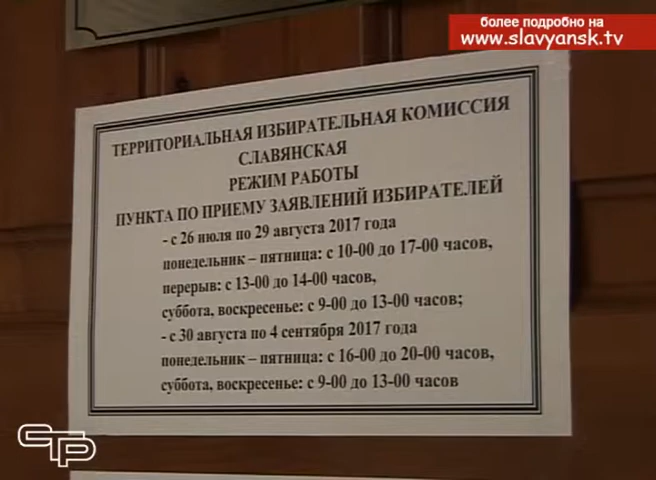 более подробно на
www.slavyansk.tv
ТЕРРИТОРИАЛЬНАЯ ИЗБИРАТЕЛЬНАЯ КОМИССИЯ
СЛАВЯНСКАЯ
РЕЖИМ РАБОТЫ
ПУНКТА ПО ПРИЕМУ ЗАЯВЛЕНИЙ ИЗБИРАТЕЛЕЙ
- с 26 июля по 29 августа 2017 года
понедельник – пятница: с 10-00 до 17-00 часов,
перерыв: с 13-00 до 14-00 часов,
суббота, воскресенье: с 9-00 до 13-00 часов;
- с 30 августа по 4 сентября 2017 года
понедельник – пятница: с 16-00 до 20-00 часов,
суббота, воскресенье: с 9-00 до 13-00 часов
СТР